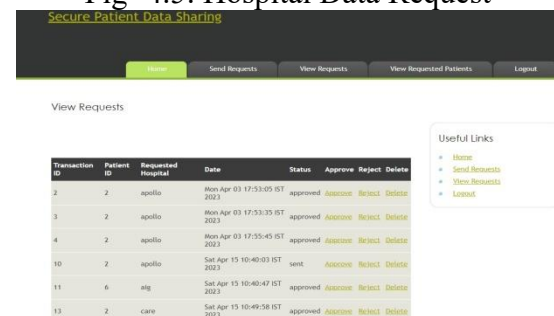 Fig 4.5: Hospital Data Request
Secure Patient Data Sharing
Home Send Requests View Requests View Requested Patients Logout
View Requests
Useful Links
Home
Send Requests
View Requests
Logout
Transaction ID Patient ID Requested Hospital Date Status Approve Reject Delete
2 2 apollo Mon Apr 03 17:53:05 IST 2023 approved Approve Reject Delete
3 2 apollo Mon Apr 03 17:53:35 IST 2023 approved Approve Reject Delete
4 2 apollo Mon Apr 03 17:55:45 IST 2023 approved Approve Reject Delete
10 2 apollo Sat Apr 15 10:40:03 IST 2023 sent Approve Reject Delete
11 6 aig Sat Apr 15 10:40:47 IST 2023 approved Approve Reject Delete
13 2 care Sat Apr 15 10:49:58 IST 2023 approved Approve Reject Delete